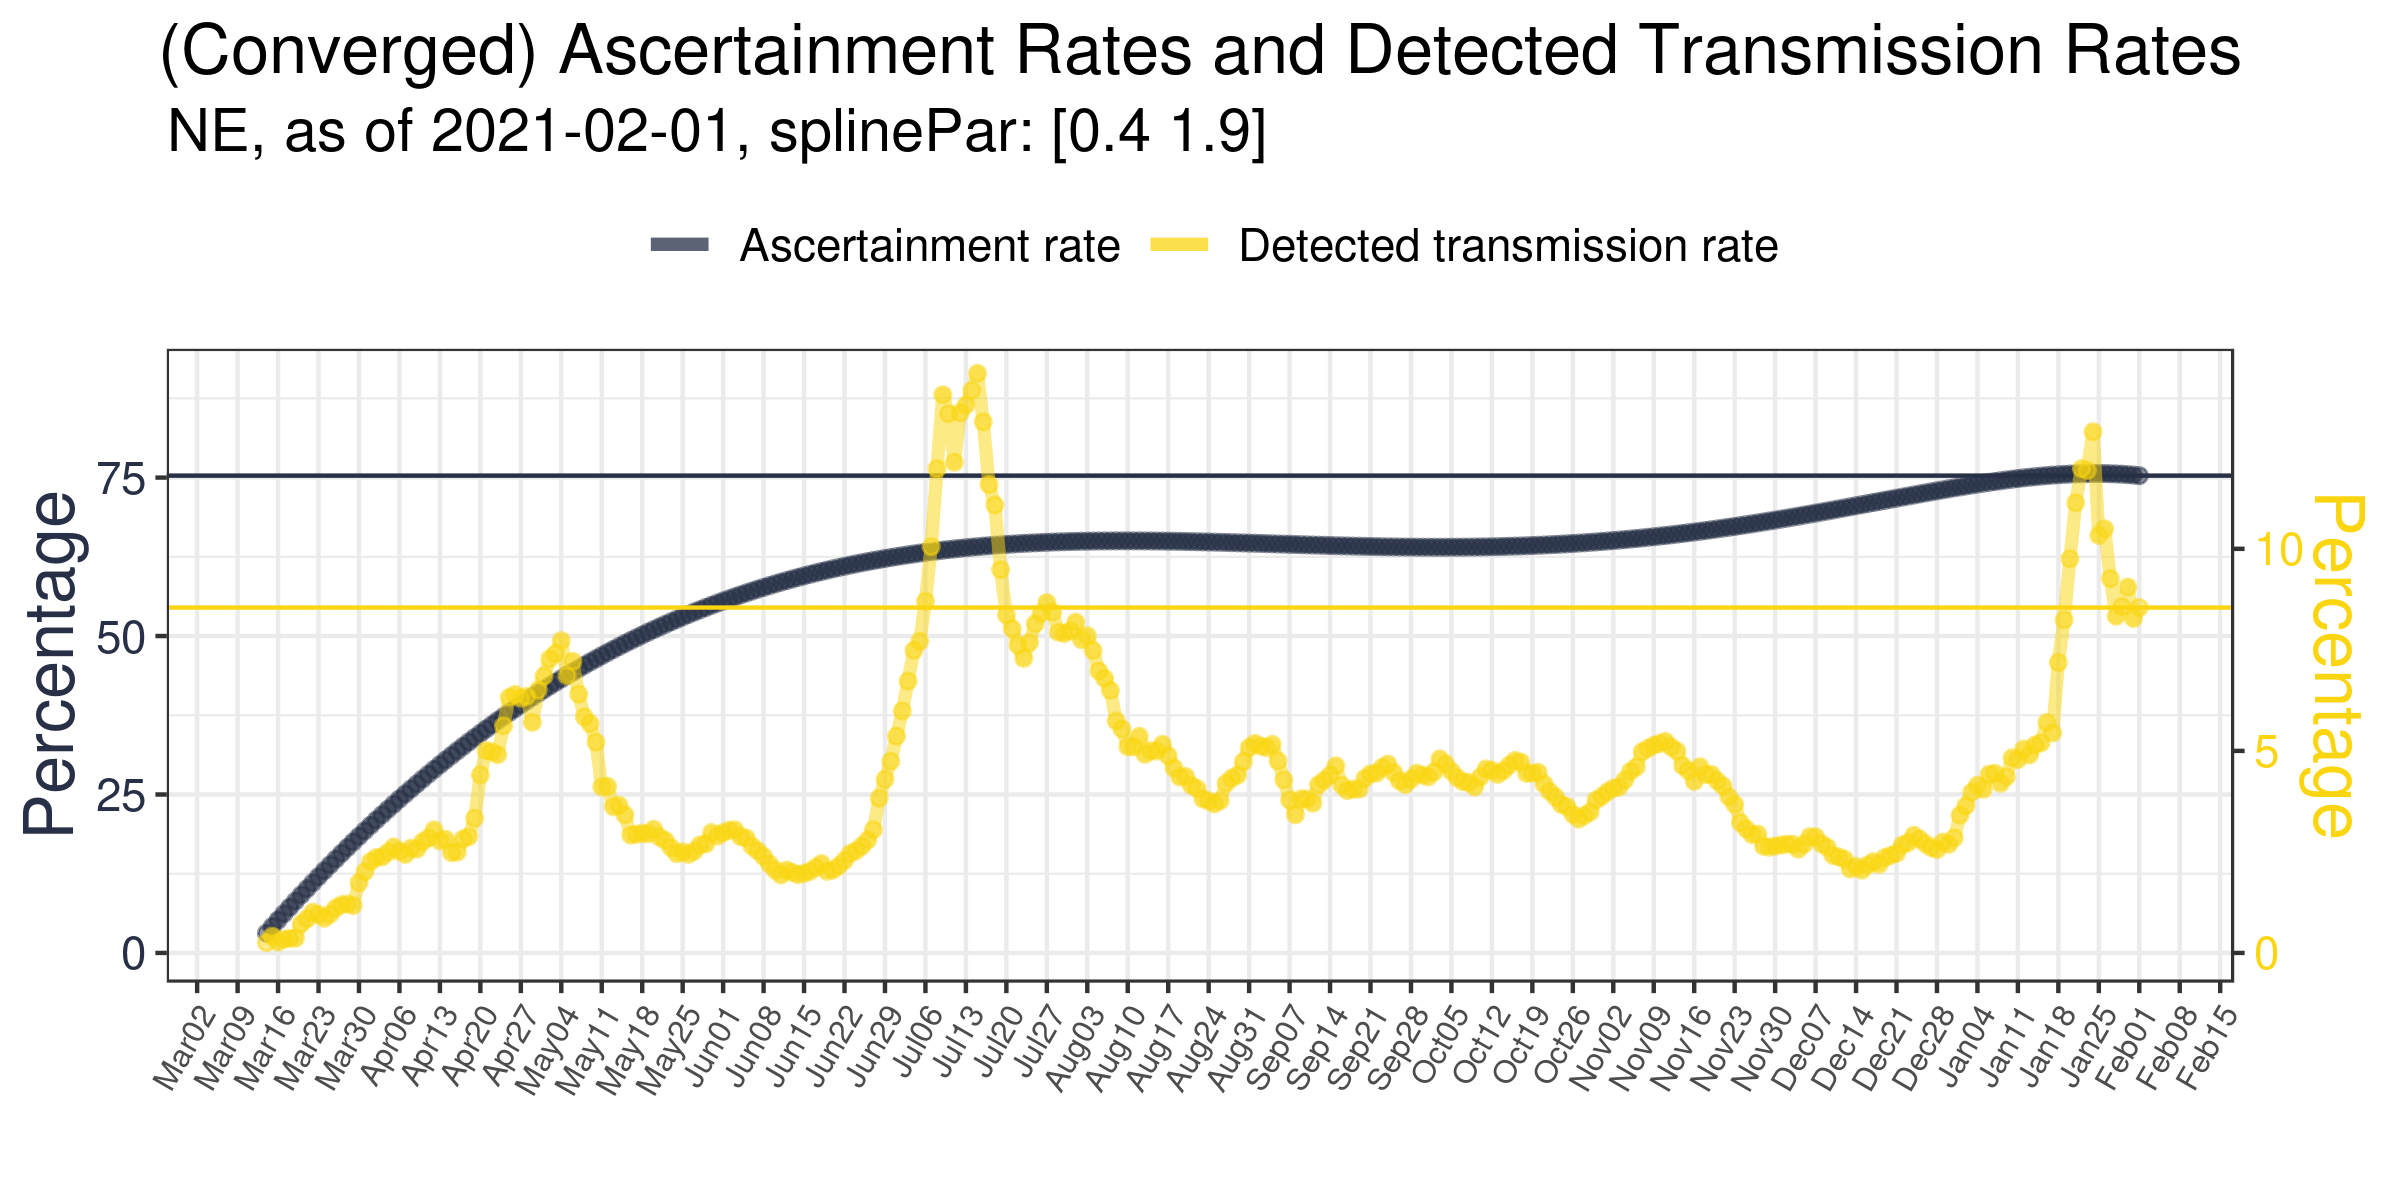 (Converged) Ascertainment Rates and Detected Transmission Rates
NE, as of 2021-02-01, splinePar: [0.4 1.9]
Ascertainment rate Detected transmission rate
Percentage
75
50
25
0
10
5
0
Percentage
Mar02 Mar09 Mar16 Mar23 Mar30 Apr06 Apr13 Apr20 Apr27 May04 May11 May18 May25 Jun01 Jun08 Jun15 Jun22 Jun29 Jul06 Jul13 Jul20 Jul27 Aug03 Aug10 Aug17 Aug24 Aug31 Sep07 Sep14 Sep21 Sep28 Oct05 Oct12 Oct19 Oct26 Nov02 Nov09 Nov16 Nov23 Nov30 Dec07 Dec14 Dec21 Dec28 Jan04 Jan11 Jan18 Jan25 Feb01 Feb08 Feb15